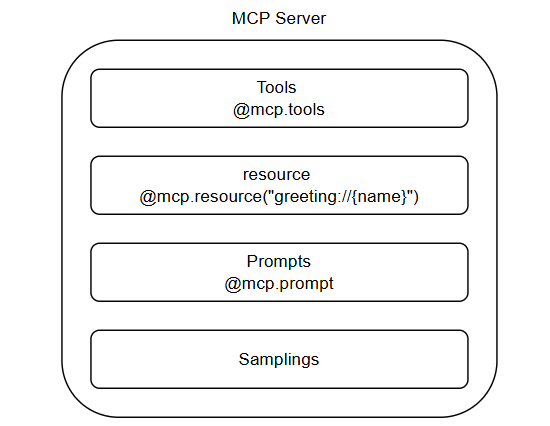 MCP Server
Tools
@mcp.tools
resource
@mcp.resource("greeting://{name}")
Prompts
@mcp.prompt
Samplings